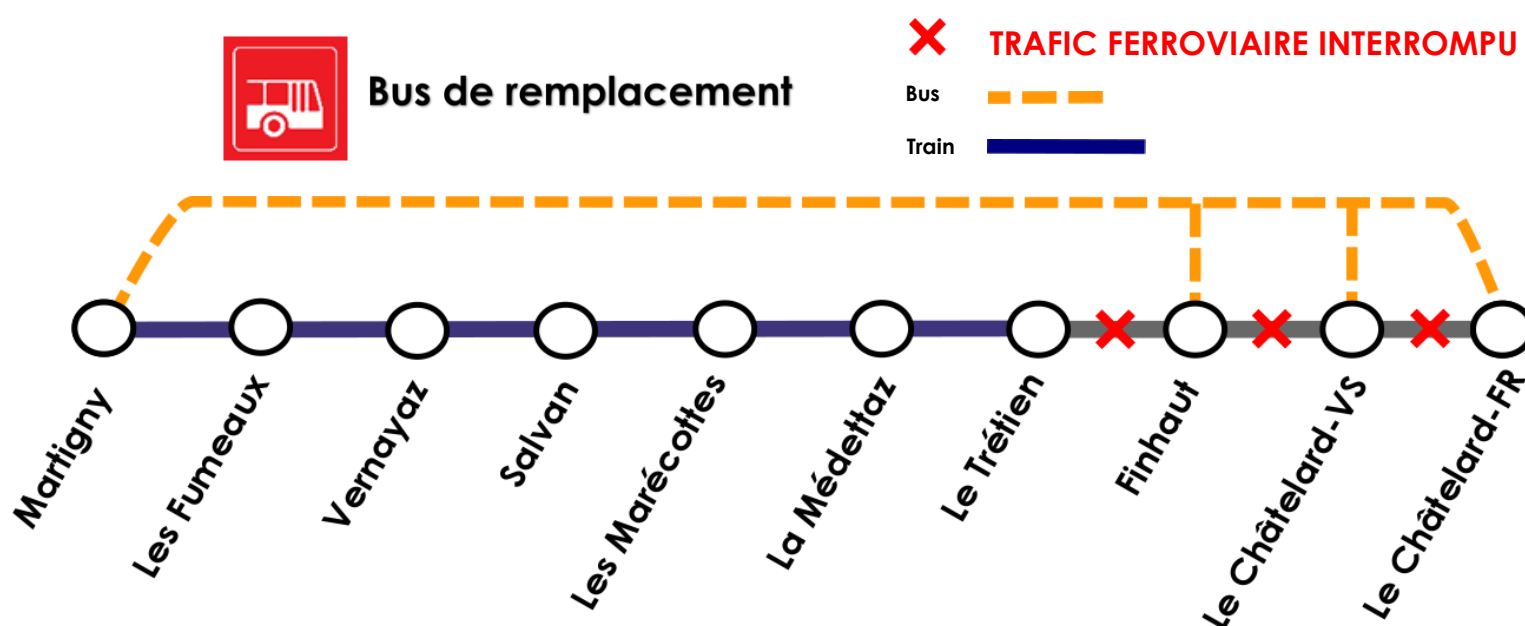 Bus de remplacement
TRAFIC FERROVIAIRE INTERROMPU
Bus
Train
Martigny
Les Fumeaux
Vernayaz
Salvan
Les Marécottes
La Médettaz
Le Trétien
Finhaut
Le Châtelard-VS
Le Châtelard-FR